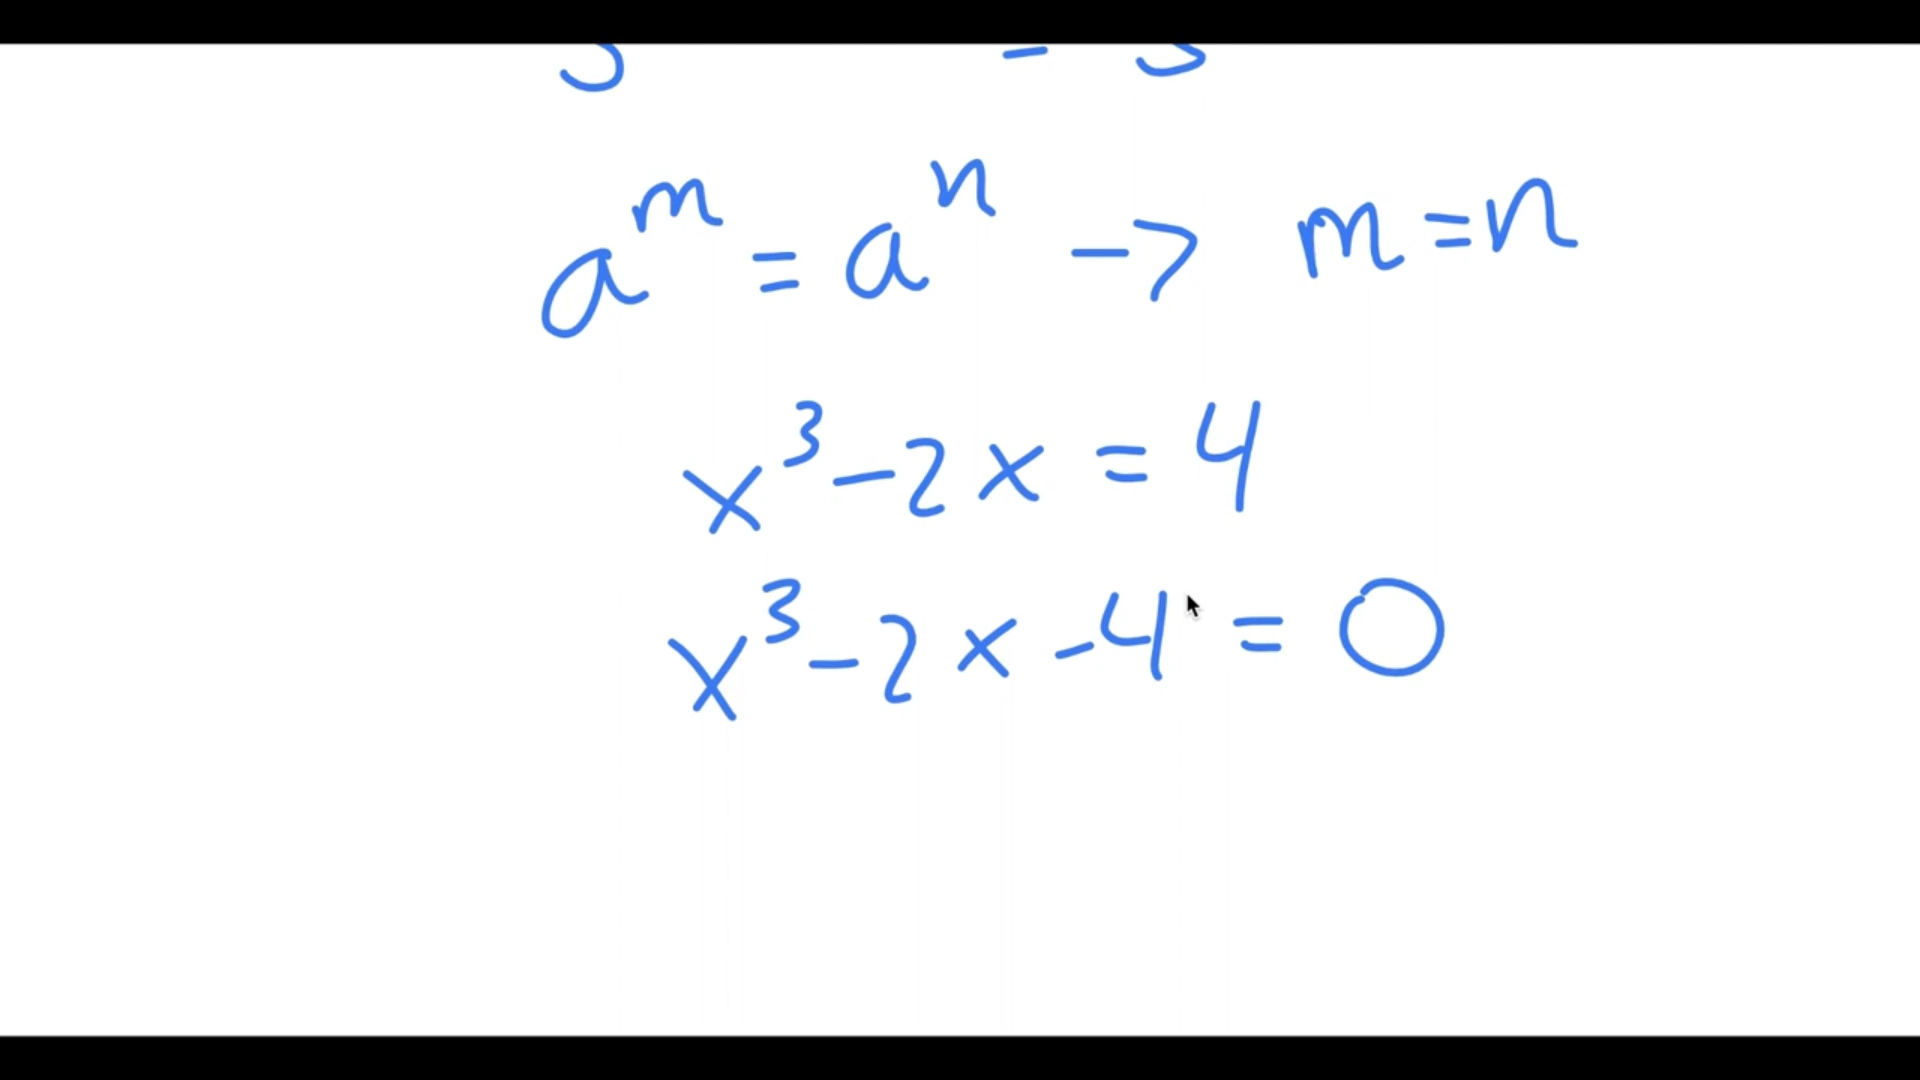 a^m = a^n -> m = n
x^3 - 2x = 4
x^3 - 2x - 4 = 0